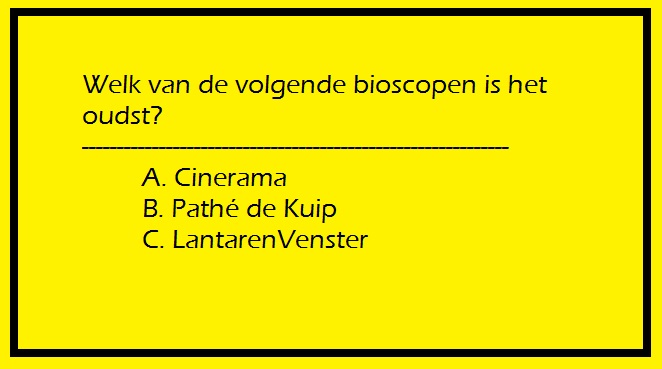 Welk van de volgende bioscopen is het
oudst?
-------------------------------------------------------------
A. Cinerama
B. Pathé de Kuip
C. LantarenVenster